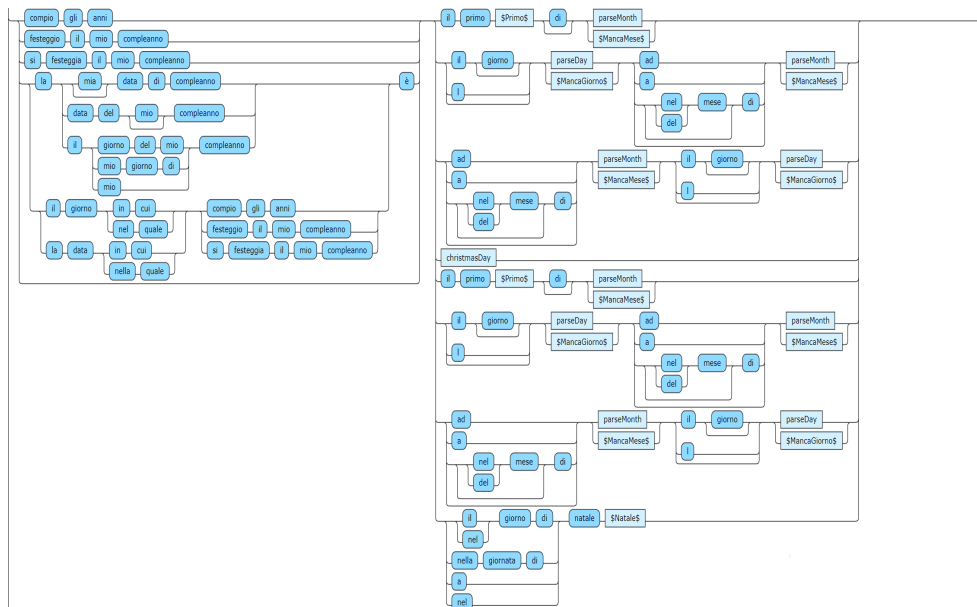 compio gli anni
festeggio il mio compleanno
si festeggia il mio compleanno
la mia data di compleanno è
data del mio compleanno
il giorno del mio compleanno
mio giorno di
mio
il giorno in cui compio gli anni
nel quale festeggio il mio compleanno
la data in cui si festeggia il mio compleanno
nella quale
il primo $Primo$ di parseMonth
$MancaMese$
il giorno parseDay ad parseMonth
$MancaGiorno$ a $MancaMese$
l nel mese di
del
ad parseMonth il giorno parseDay
a $MancaMese$ $MancaGiorno$
nel mese di l
del
christmasDay
il primo $Primo$ di parseMonth
$MancaMese$
il giorno parseDay ad parseMonth
$MancaGiorno$ a $MancaMese$
l nel mese di
del
ad parseMonth il giorno parseDay
a $MancaMese$ $MancaGiorno$
nel mese di l
del
il giorno di natale $Natale$
nel
nella giornata di
a
nel